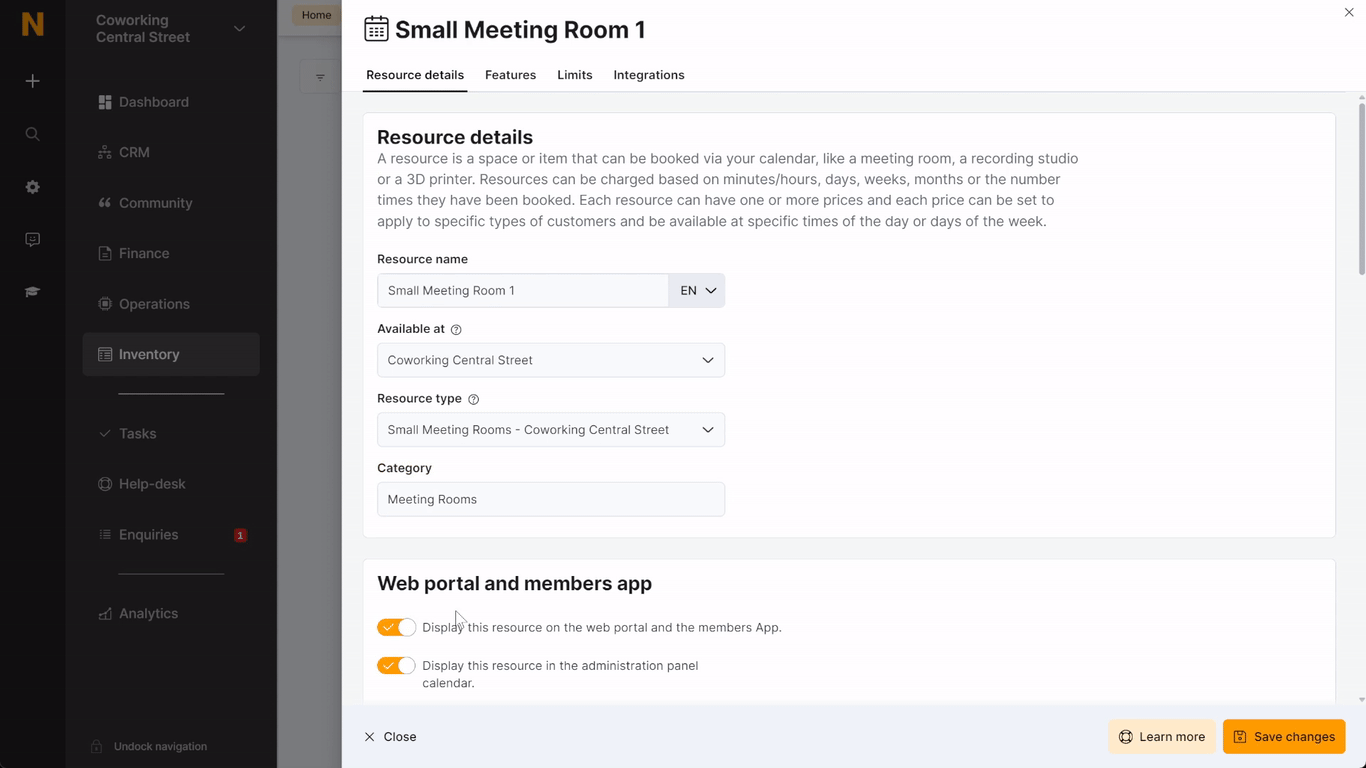 N
Coworking
Central Street
Dashboard
CRM
Community
Finance
Operations
Inventory
Tasks
Help-desk
Enquiries
1
Analytics
Undock navigation
Home
Small Meeting Room 1
Resource details
Features
Limits
Integrations
Resource details
A resource is a space or item that can be booked via your calendar, like a meeting room, a recording studio
or a 3D printer. Resources can be charged based on minutes/hours, days, weeks, months or the number
times they have been booked. Each resource can have one or more prices and each price can be set to
apply to specific types of customers and be available at specific times of the day or days of the week.
Resource name
Small Meeting Room 1
EN
Available at
Coworking Central Street
Resource type
Small Meeting Rooms - Coworking Central Street
Category
Meeting Rooms
Web portal and members app
Display this resource on the web portal and the members App.
Display this resource in the administration panel
calendar.
Close
Learn more
Save changes